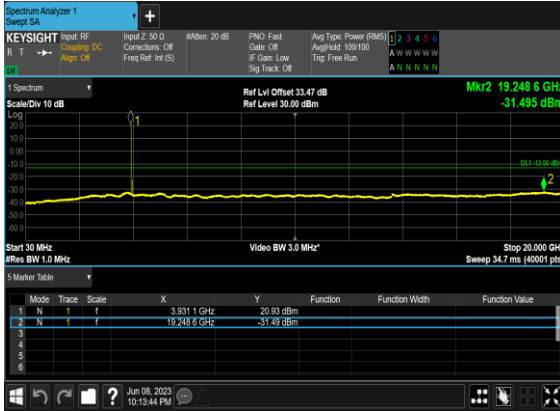 Spectrum Analyzer 1
Swept SA
+
KEYSIGHT
R T
Input: RF
Coupling: DC
Align: Off
Input Z: 50 Ω
Corrections: Off
Freq Ref: Int (S)
#Atten: 20 dB
PNO: Fast
Gate: Off
IF Gain: Low
Sig Track: Off
Avg Type: Power (RMS)
Avg|Hold: 100/100
Trig: Free Run
1 2 3 4 5 6
A W W W W W
A N N N N N
1 Spectrum
Scale/Div 10 dB
Ref Lvl Offset 33.47 dB
Ref Level 30.00 dBm
Mkr2 19.248 6 GHz
-31.495 dBm
Log
20.0
10.0
0.00
-10.0
-20.0
-30.0
-40.0
-50.0
-60.0
1
DL1 -13.00 dBm
2
Start 30 MHz
#Res BW 1.0 MHz
Video BW 3.0 MHz*
Stop 20.000 GHz
Sweep 34.7 ms (40001 pts)
5 Marker Table
Mode Trace Scale X Y Function Function Width Function Value
1 N 1 f 3.931 1 GHz 20.93 dBm
2 N 1 f 19.248 6 GHz -31.49 dBm
3
4
5
6
?
Jun 08, 2023
10:13:44 PM